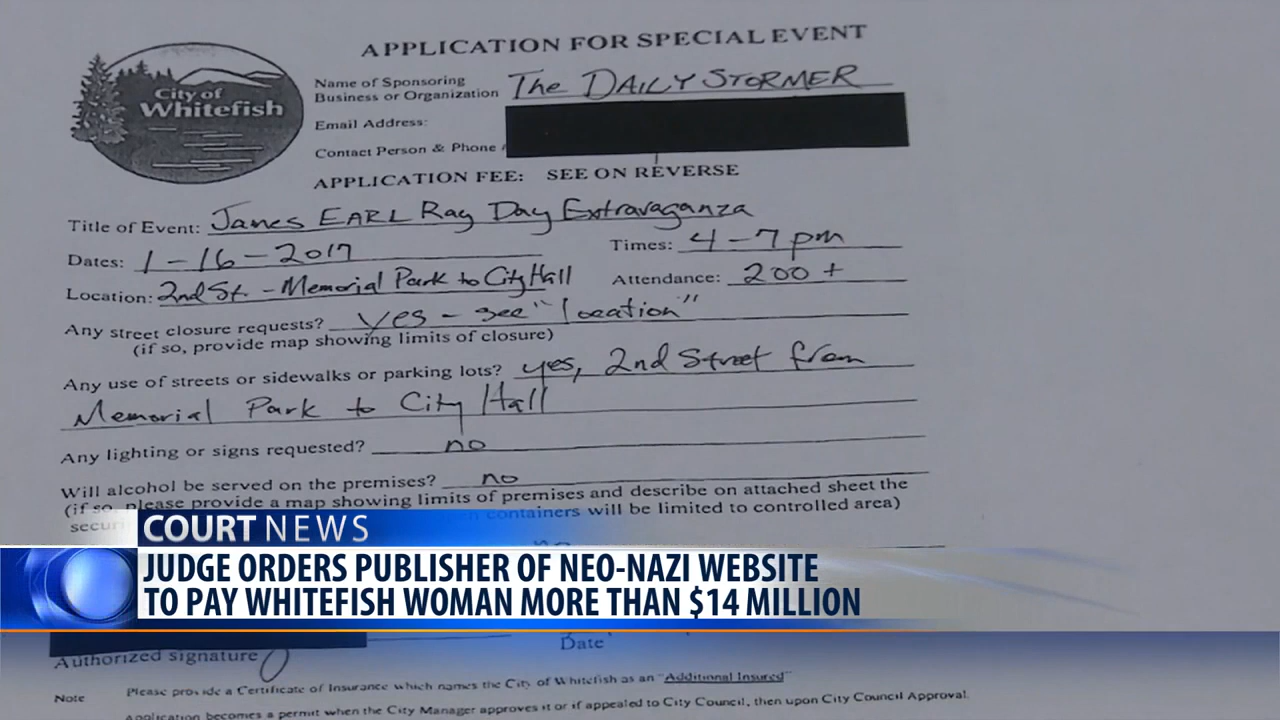 APPLICATION FOR SPECIAL EVENT
City of
Whitefish
Name of Sponsoring
Business or Organization The DAILY STORMER
Email Address:
Contact Person & Phone
APPLICATION FEE: SEE ON REVERSE
Title of Event: James EARL Ray Day Extravaganza
Dates: 1-16-2017 Times: 4-7pm
Location: 2nd St. - Memorial Park to City Hall Attendance: 200+
Any street closure requests? yes - see "location"
(if so, provide map showing limits of closure)
Any use of streets or sidewalks or parking lots? yes, 2nd Street from
Memorial Park to City Hall
Any lighting or signs requested? no
Will alcohol be served on the premises? no
(if so, please provide a map showing limits of premises and describe on attached sheet the
containers will be limited to controlled area)
COURT NEWS
JUDGE ORDERS PUBLISHER OF NEO-NAZI WEBSITE
TO PAY WHITEFISH WOMAN MORE THAN $14 MILLION
Date
Authorized signature
Note Please provide a Certificate of Insurance which names the City of Whitefish as an "Additional Insured"
Application becomes a permit when the City Manager approves it or if appealed to City Council, then upon City Council Approval.